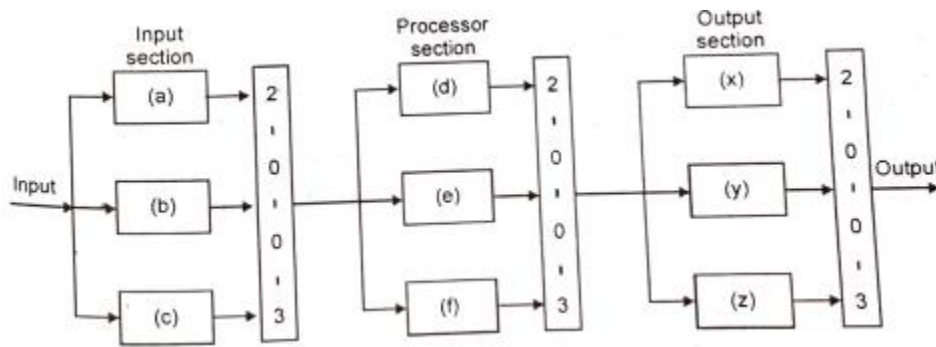 Input
section
Processor
section
Output
section
(a)
(b)
(c)
Input
2
-
0
-
0
-
3
(d)
(e)
(f)
2
-
0
-
0
-
3
(x)
(y)
(z)
2
-
0
-
0
-
3
Output